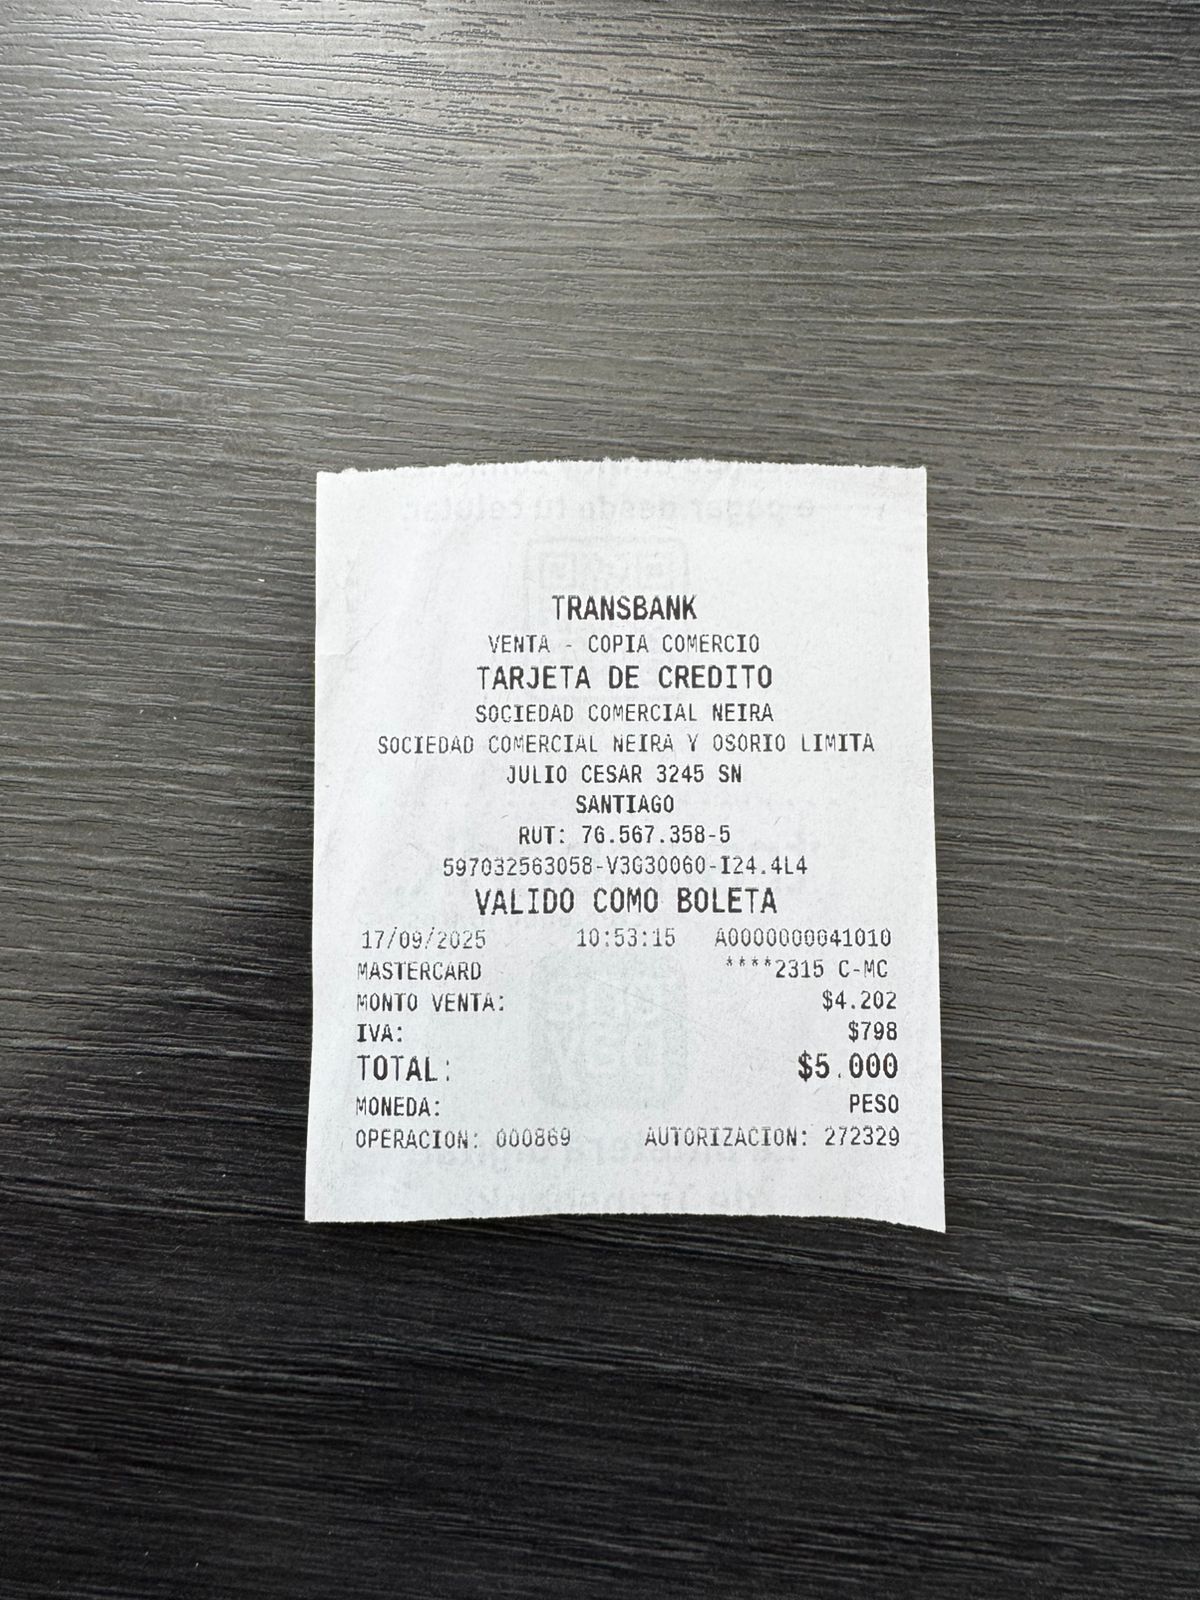 TRANSBANK
VENTA - COPIA COMERCIO
TARJETA DE CREDITO
SOCIEDAD COMERCIAL NEIRA
SOCIEDAD COMERCIAL NEIRA Y OSORIO LIMITA
JULIO CESAR 3245 SN
SANTIAGO
RUT: 76.567.358-5
597032563058-V3G30060-I24.4L4
VALIDO COMO BOLETA
17/09/2025 10:53:15 A0000000041010
MASTERCARD ****2315 C-MC
MONTO VENTA: $4.202
IVA: $798
TOTAL: $5.000
MONEDA: PESO
OPERACION: 000869 AUTORIZACION: 272329